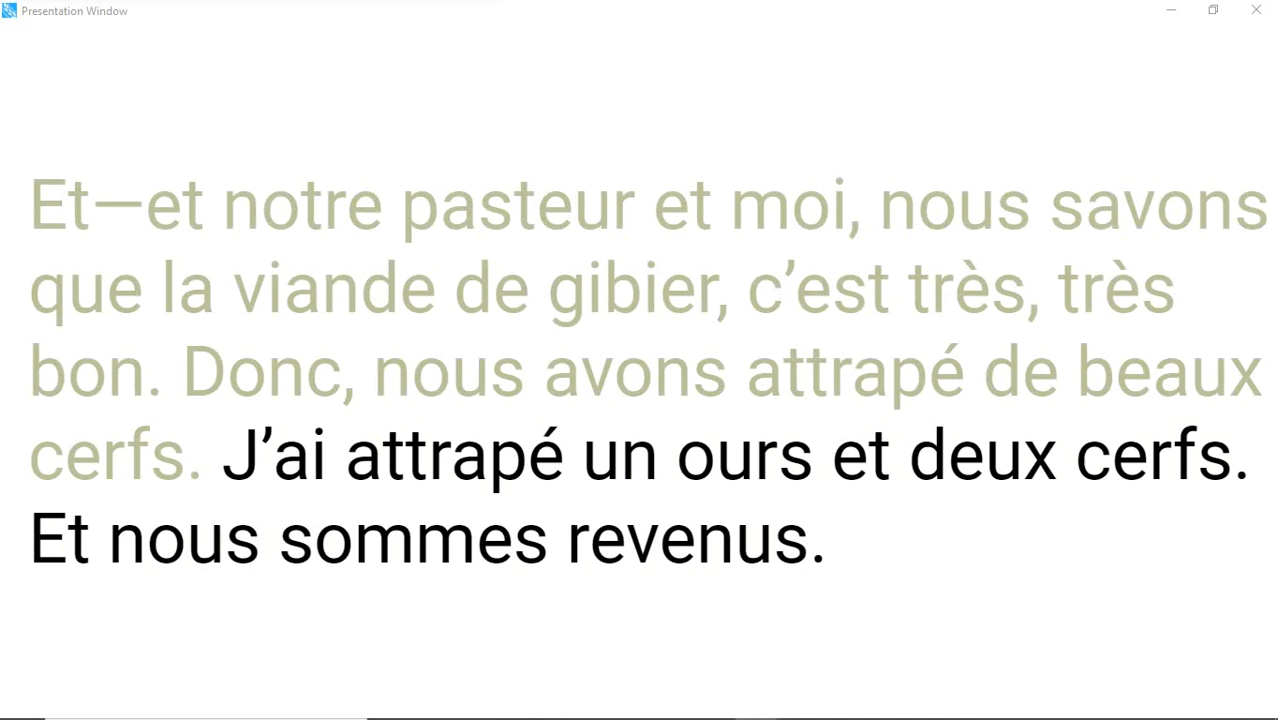 Presentation Window
Et—et notre pasteur et moi, nous savons
que la viande de gibier, c’est très, très
bon. Donc, nous avons attrapé de beaux
cerfs. J’ai attrapé un ours et deux cerfs.
Et nous sommes revenus.